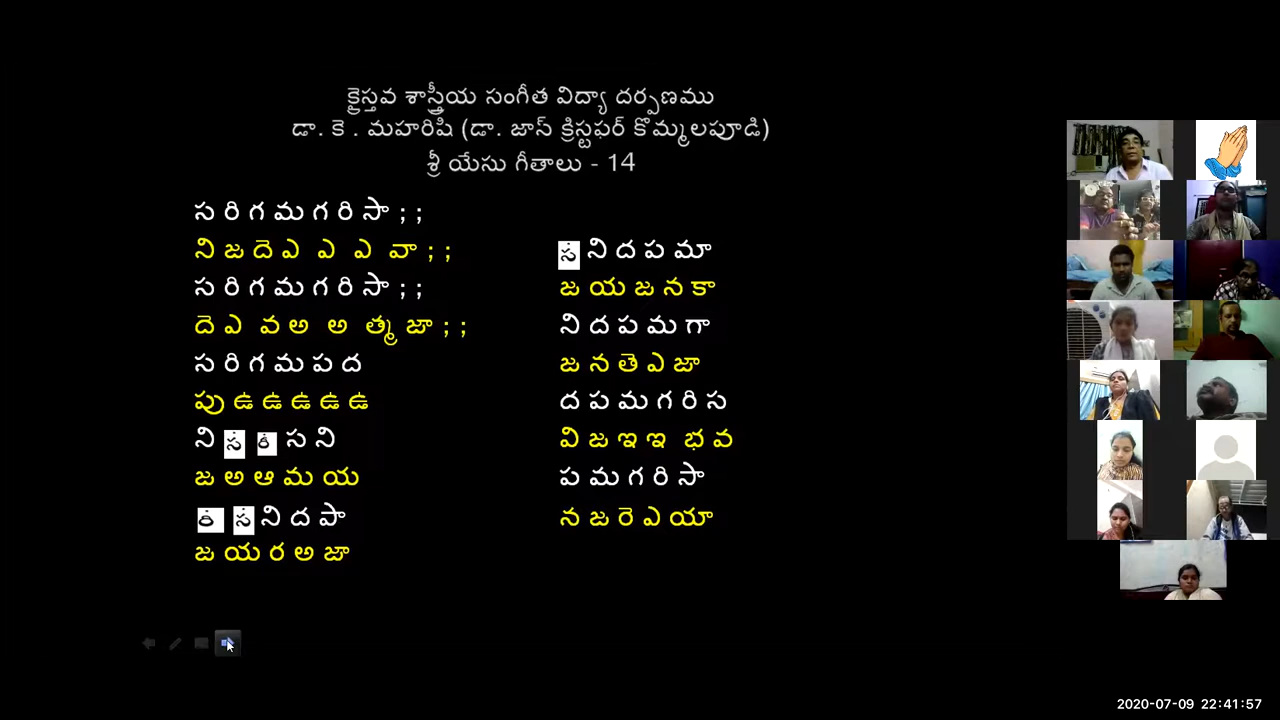 క్రైస్తవ శాస్త్రీయ సంగీత విద్యా దర్పణము
డా. కె . మహరిషి (డా. జాస్ క్రిస్టఫర్ కొమ్మలపూడి)
శ్రీ యేసు గీతాలు - 14
స రి గ మ గ రి సా ; ;
ని జ దె ఎ ఎ ఎ వా ; ;
స రి గ మ గ రి సా ; ;
దె ఎ వ అ అ త్మ జా ; ;
స రి గ మ ప ద
పు ఉ ఉ ఉ ఉ ఉ
ని స రి స ని
జ అ ఆ మ య
రి స ని ద పా
జ య ర అ జా
స ని ద ప మా
జ య జ న కా
ని ద ప మ గా
జ న తె ఎ జా
ద ప మ గ రి స
వి జ ఇ ఇ భ వ
ప మ గ రి సా
న జ రె ఎ యా
2020-07-09 22:41:57